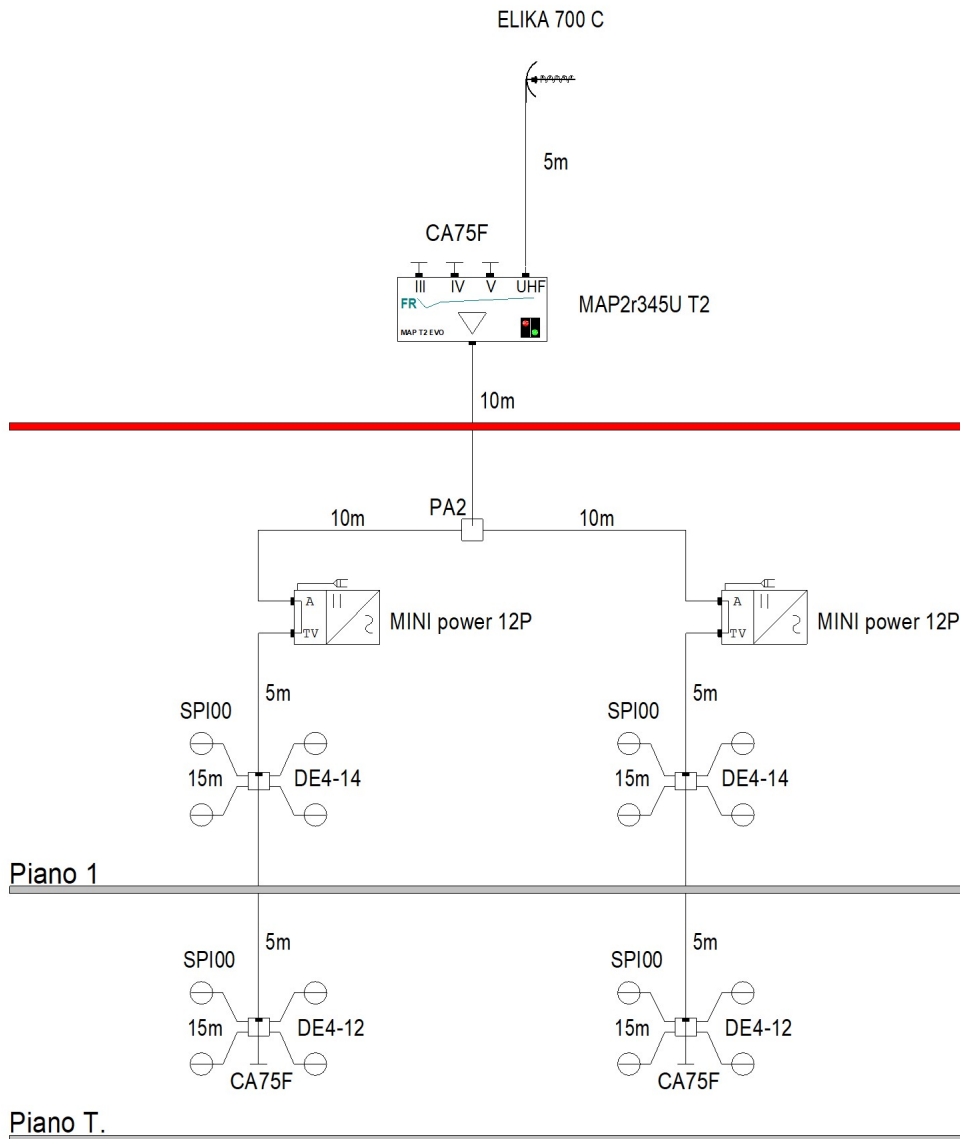 ELIKA 700 C
5m
CA75F
III IV V UHF
FR
MAP T2 EVO
MAP2r345U T2
10m
PA2
10m 10m
A
TV
MINI power 12P
A
TV
MINI power 12P
5m 5m
SPI00 SPI00
15m DE4-14 15m DE4-14
Piano 1
5m 5m
SPI00 SPI00
15m DE4-12 15m DE4-12
CA75F CA75F
Piano T.